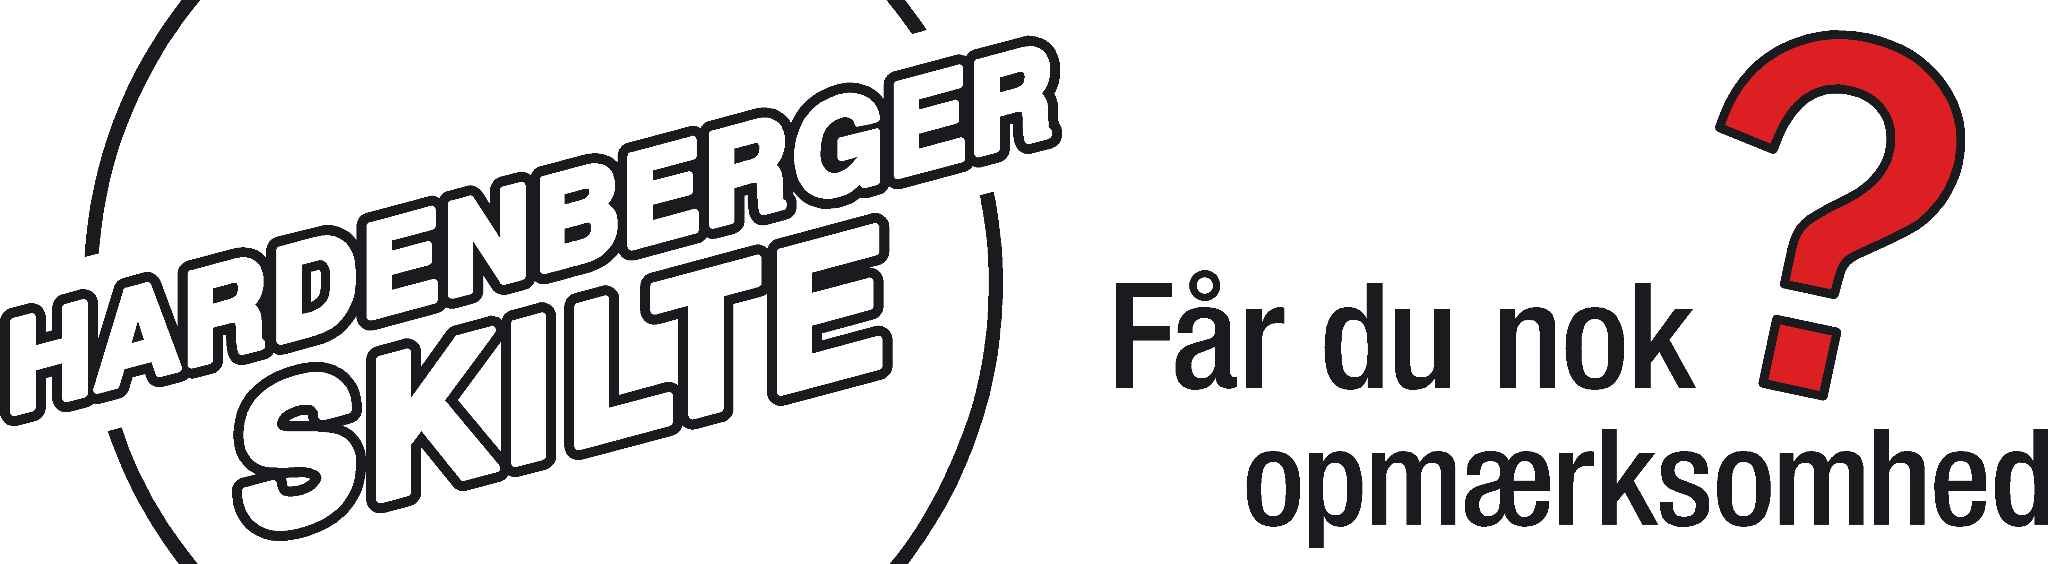 HARDENBERGER
SKILTE
Får du nok ?
opmærksomhed